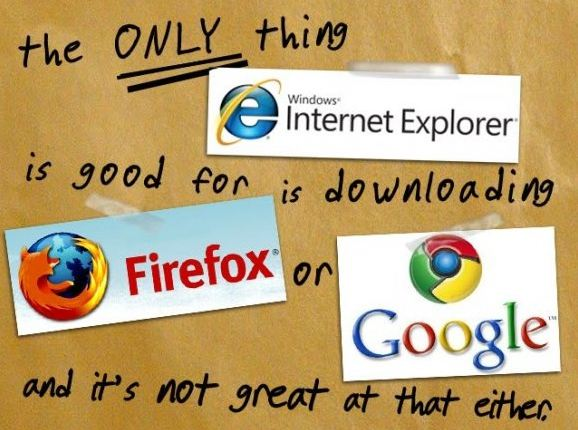 the ONLY thing
Windows®
Internet Explorer
is good for is downloading
Firefox® or
Google™
and it's not great at that either.